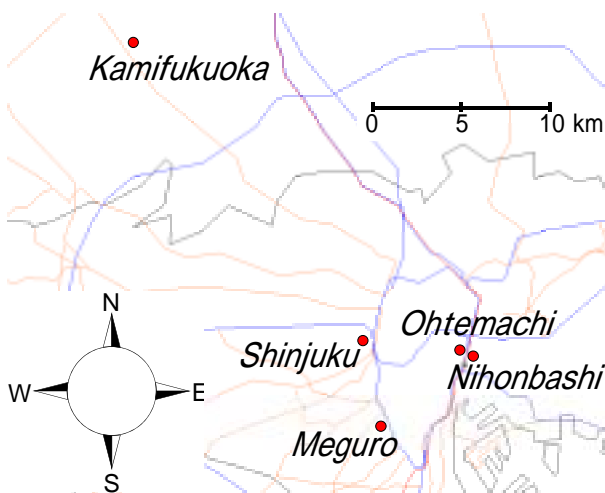 Kamifukuoka
0 5 10 km
N
Ohtemachi
Shinjuku
Nihonbashi
W E
Meguro
S